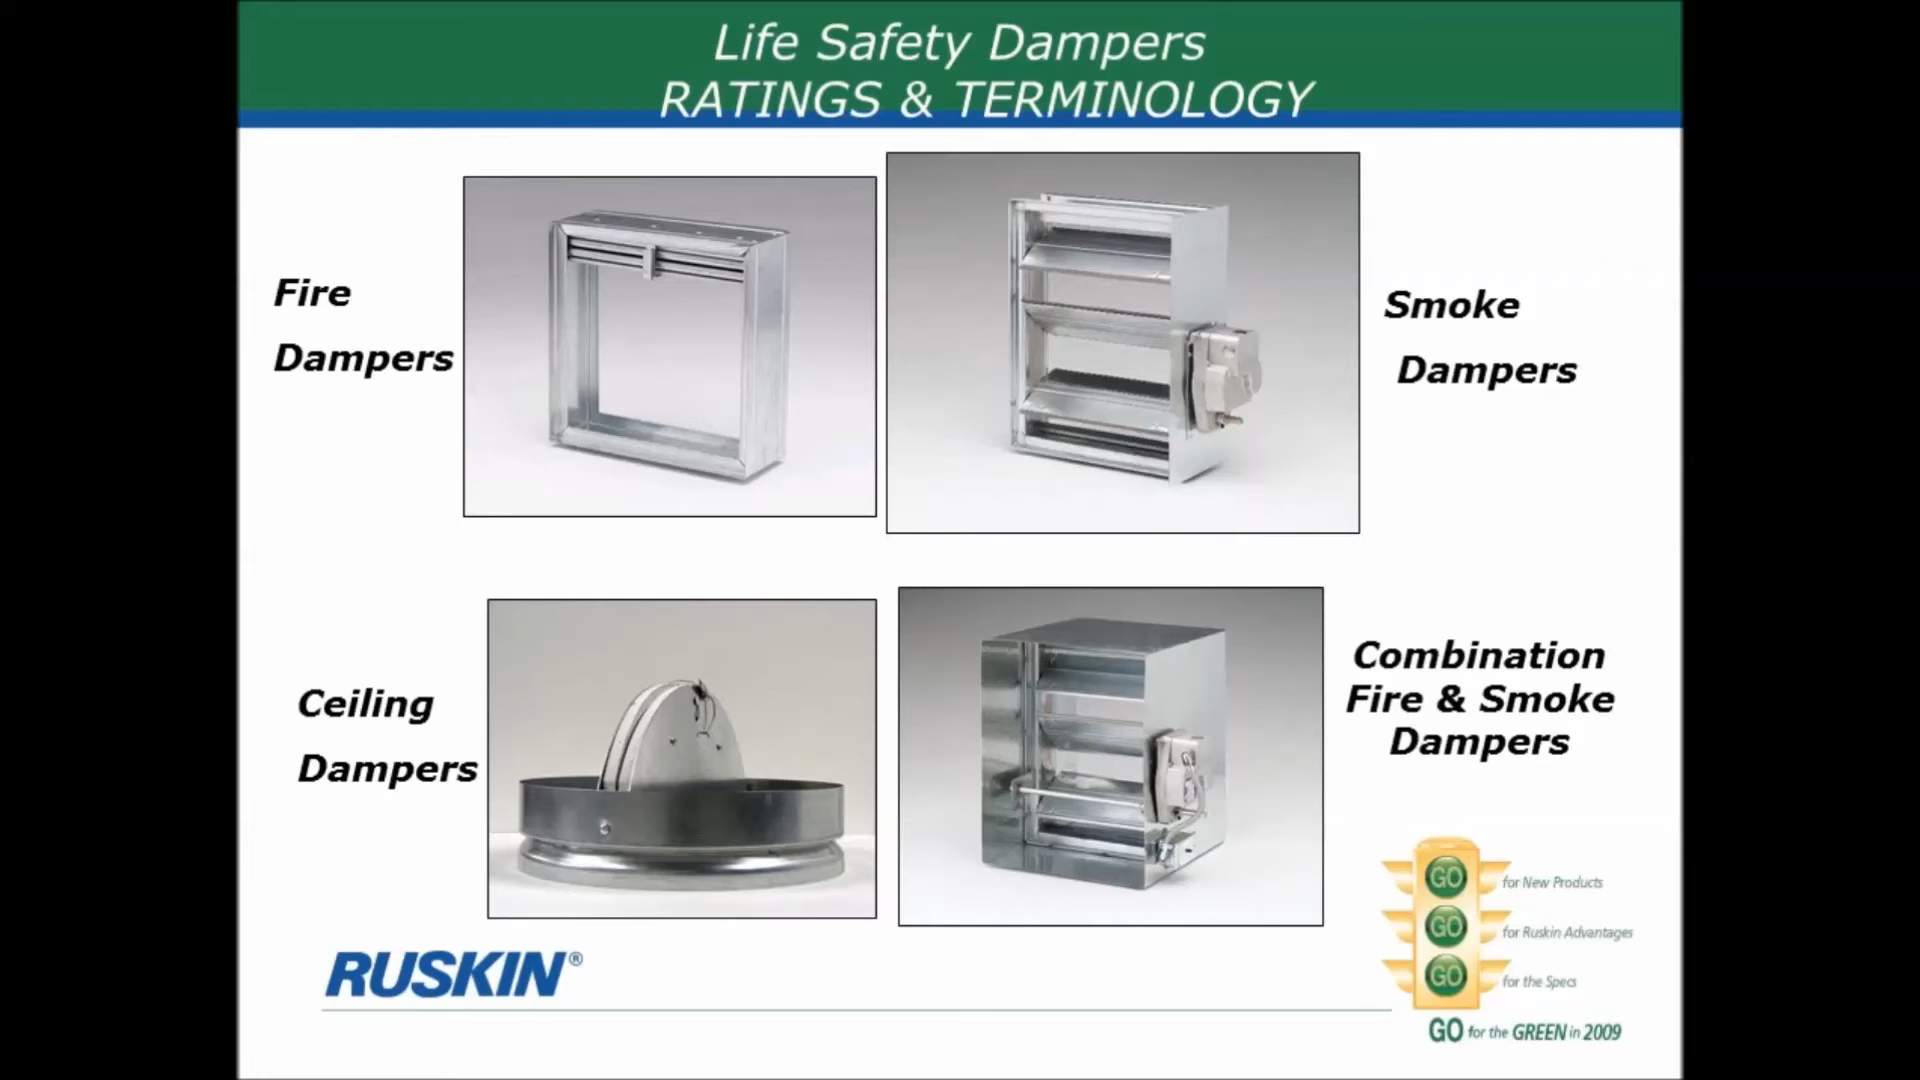 Life Safety Dampers
RATINGS & TERMINOLOGY
Fire
Dampers
Smoke
Dampers
Ceiling
Dampers
Combination
Fire & Smoke
Dampers
GO for New Products
GO for Ruskin Advantages
GO for the Specs
RUSKIN®
GO for the GREEN in 2009